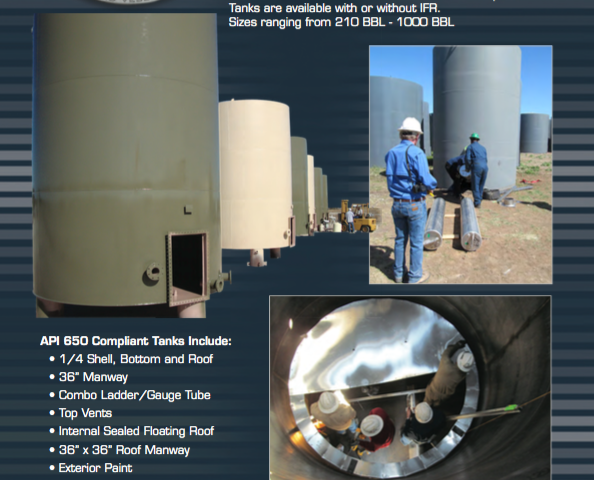 Tanks are available with or without IFR.
Sizes ranging from 210 BBL - 1000 BBL
API 650 Compliant Tanks Include:
• 1/4 Shell, Bottom and Roof
• 36" Manway
• Combo Ladder/Gauge Tube
• Top Vents
• Internal Sealed Floating Roof
• 36" x 36" Roof Manway
• Exterior Paint